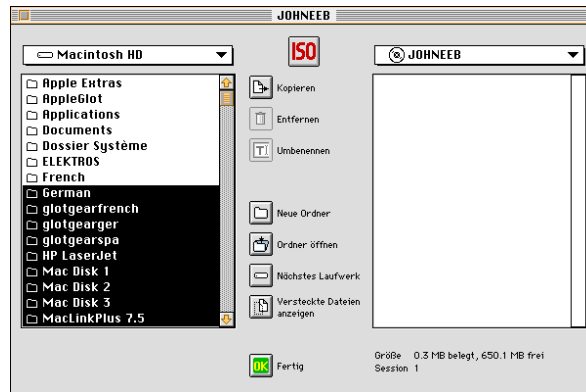 JOHNEEB
Macintosh HD
Apple Extras
AppleGlot
Applications
Documents
Dossier Système
ELEKTROS
French
German
glotgearfrench
glotgearger
glotgearspa
HP LaserJet
Mac Disk 1
Mac Disk 2
Mac Disk 3
MacLinkPlus 7.5
ISO
Kopieren
Entfernen
TI
Umbenennen
Neue Ordner
Ordner öffnen
Nächstes Laufwerk
Versteckte Dateien
anzeigen
OK
Fertig
JOHNEEB
Größe 0.3 MB belegt, 650.1 MB frei
Session 1